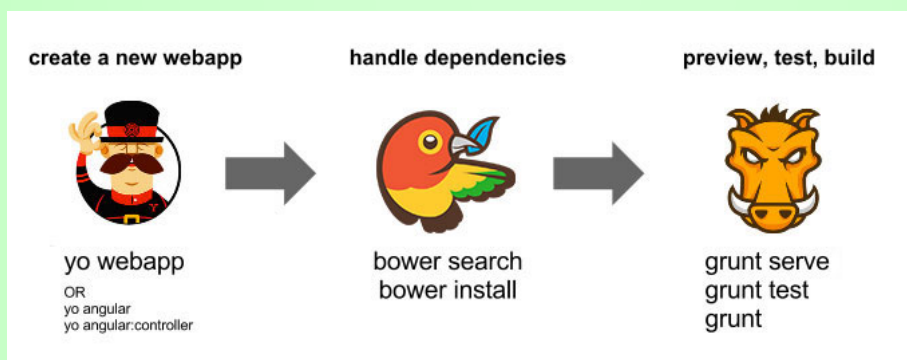 create a new webapp
yo webapp
OR
yo angular
yo angular:controller
handle dependencies
bower search
bower install
preview, test, build
grunt serve
grunt test
grunt